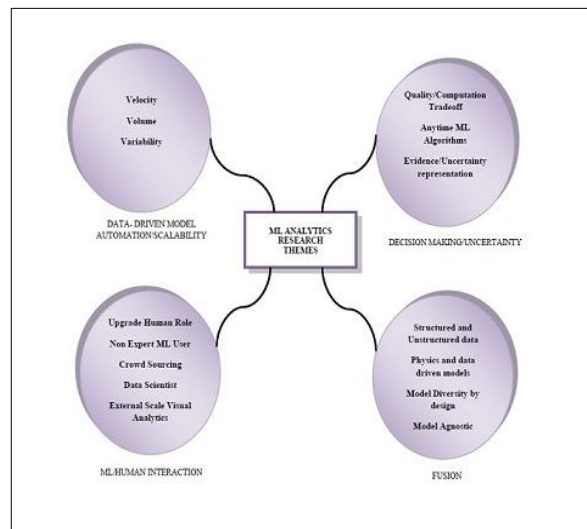 Velocity
Volume
Variability
DATA- DRIVEN MODEL
AUTOMATION/SCALABILITY
Quality/Computation
Tradeoff
Anytime ML
Algorithms
Evidence/Uncertainty
representation
DECISION MAKING/UNCERTAINTY
ML ANALYTICS
RESEARCH
THEMES
Upgrade Human Role
Non Expert ML User
Crowd Sourcing
Data Scientist
External Scale Visual
Analytics
ML/HUMAN INTERACTION
Structured and
Unstructured data
Physics and data
driven models
Model Diversity by
design
Model Agnostic
FUSION